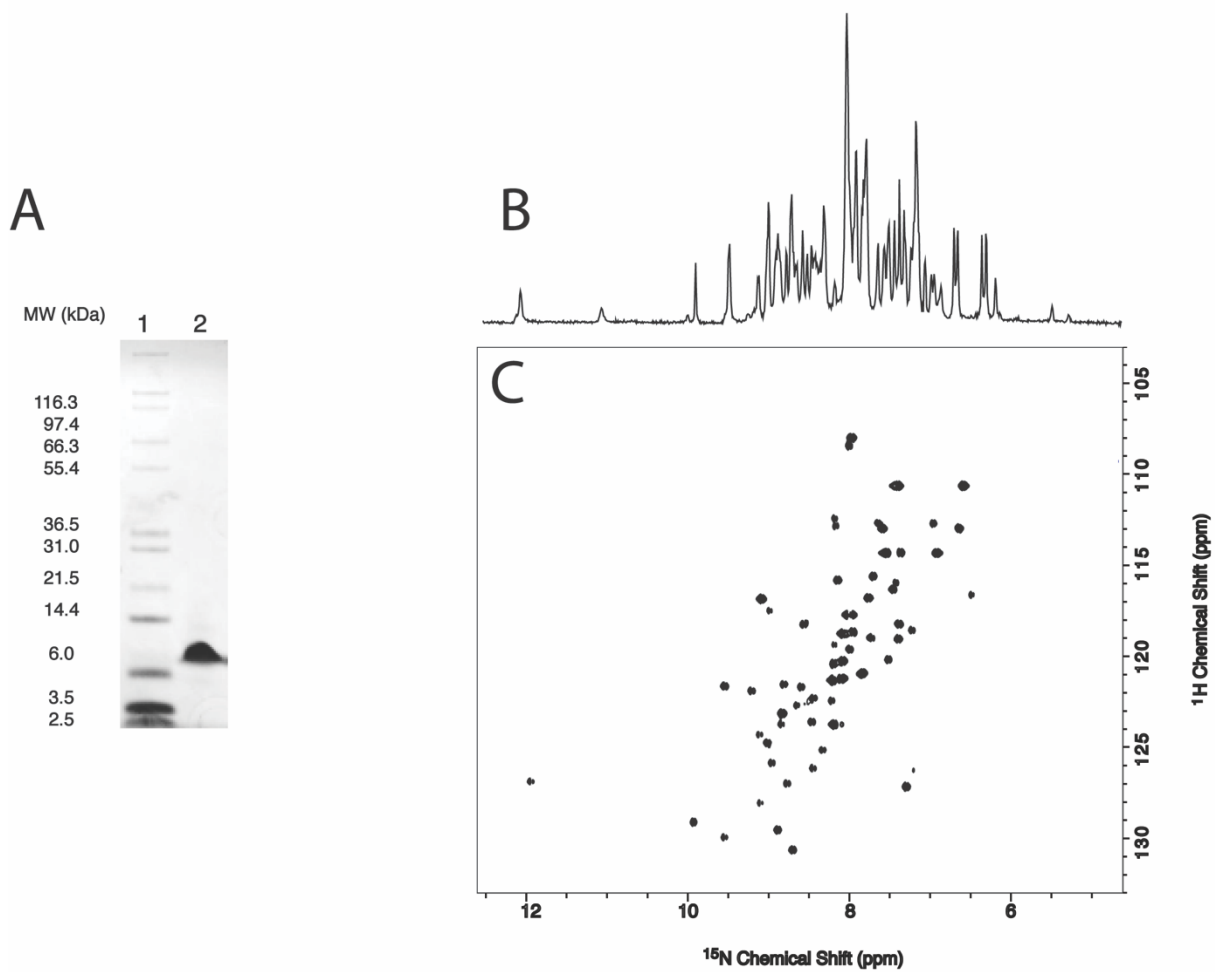 A
B
MW (kDa)
1 2
116.3
97.4
66.3
55.4
36.5
31.0
21.5
14.4
6.0
3.5
2.5
C
105
110
115
120
125
130
¹H Chemical Shift (ppm)
12 10 8 6
¹⁵N Chemical Shift (ppm)